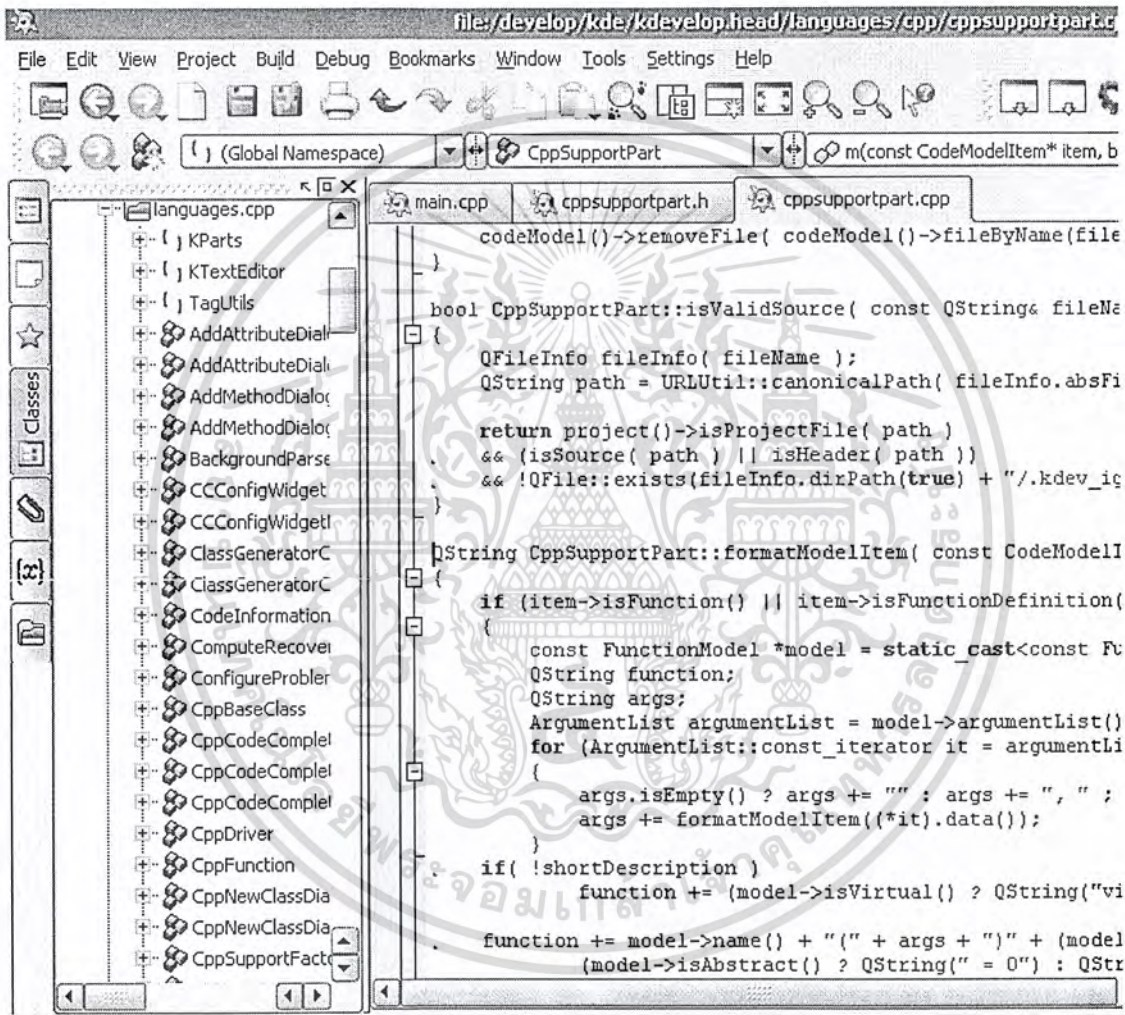 file:/develop/kde/kdevelop.head/languages/cpp/cppsupportpart.c
File Edit View Project Build Debug Bookmarks Window Tools Settings Help
{ } (Global Namespace) CppSupportPart m(const CodeModelItem* item, b
main.cpp cppsupportpart.h cppsupportpart.cpp
Classes
languages.cpp
{ } KParts
{ } KTextEditor
{ } TagUtils
AddAttributeDial
AddAttributeDial
AddMethodDialog
AddMethodDialog
BackgroundParse
CCConfigWidget
CCConfigWidgetI
ClassGeneratorC
ClassGeneratorC
CodeInformation
ComputeRecover
ConfigureProblem
CppBaseClass
CppCodeComplet
CppCodeComplet
CppCodeComplet
CppDriver
CppFunction
CppNewClassDia
CppNewClassDia
CppSupportFacto
codeModel()->removeFile( codeModel()->fileByName(file
}
bool CppSupportPart::isValidSource( const QString& fileNa
{
QFileInfo fileInfo( fileName );
QString path = URLUtil::canonicalPath( fileInfo.absFi
return project()->isProjectFile( path )
&& (isSource( path ) || isHeader( path ))
&& !QFile::exists(fileInfo.dirPath(true) + "/.kdev_ig
}
QString CppSupportPart::formatModelItem( const CodeModelI
{
if (item->isFunction() || item->isFunctionDefinition(
{
const FunctionModel *model = static_cast<const Fu
QString function;
QString args;
ArgumentList argumentList = model->argumentList()
for (ArgumentList::const_iterator it = argumentLi
{
args.isEmpty() ? args += "" : args += ", " ;
args += formatModelItem((*it).data());
}
if( !shortDescription )
function += (model->isVirtual() ? QString("vi
function += model->name() + "(" + args + ")" + (model
(model->isAbstract() ? QString(" = 0") : QStr